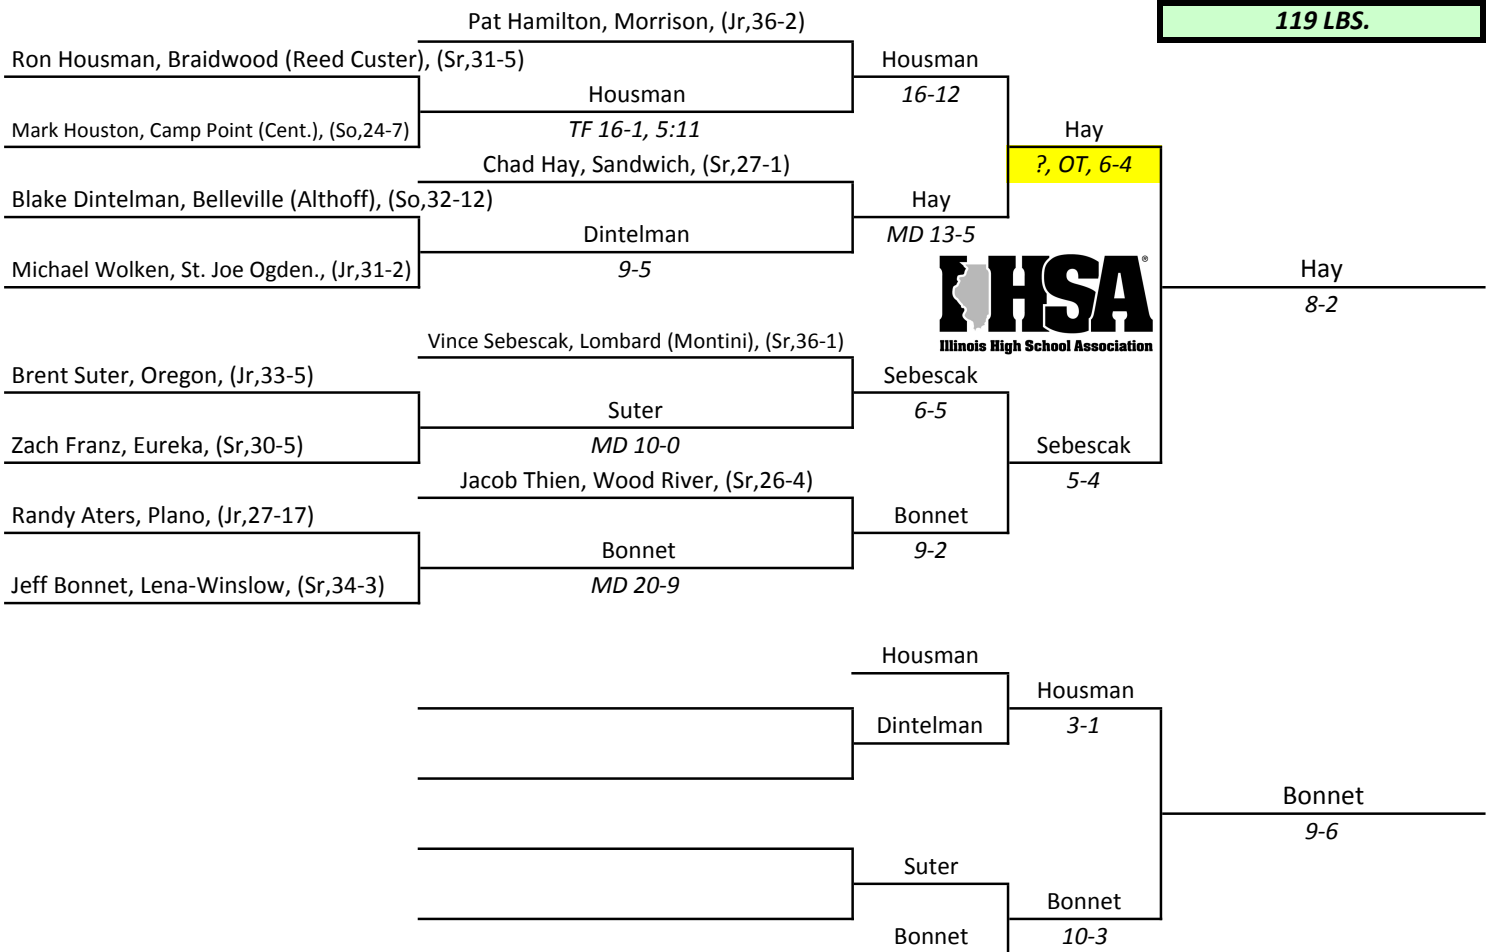 Pat Hamilton, Morrison, (Jr,36-2)
119 LBS.
Ron Housman, Braidwood (Reed Custer), (Sr,31-5)
Housman
Housman
16-12
Mark Houston, Camp Point (Cent.), (So,24-7)
TF 16-1, 5:11
Hay
Chad Hay, Sandwich, (Sr,27-1)
?, OT, 6-4
Blake Dintelman, Belleville (Althoff), (So,32-12)
Hay
Dintelman
MD 13-5
Michael Wolken, St. Joe Ogden., (Jr,31-2)
9-5
IHSA®
Illinois High School Association
Hay
8-2
Vince Sebescak, Lombard (Montini), (Sr,36-1)
Brent Suter, Oregon, (Jr,33-5)
Sebescak
Suter
6-5
Zach Franz, Eureka, (Sr,30-5)
MD 10-0
Sebescak
Jacob Thien, Wood River, (Sr,26-4)
5-4
Randy Aters, Plano, (Jr,27-17)
Bonnet
Bonnet
9-2
Jeff Bonnet, Lena-Winslow, (Sr,34-3)
MD 20-9
Housman
Housman
Dintelman
3-1
Bonnet
9-6
Suter
Bonnet
Bonnet
10-3